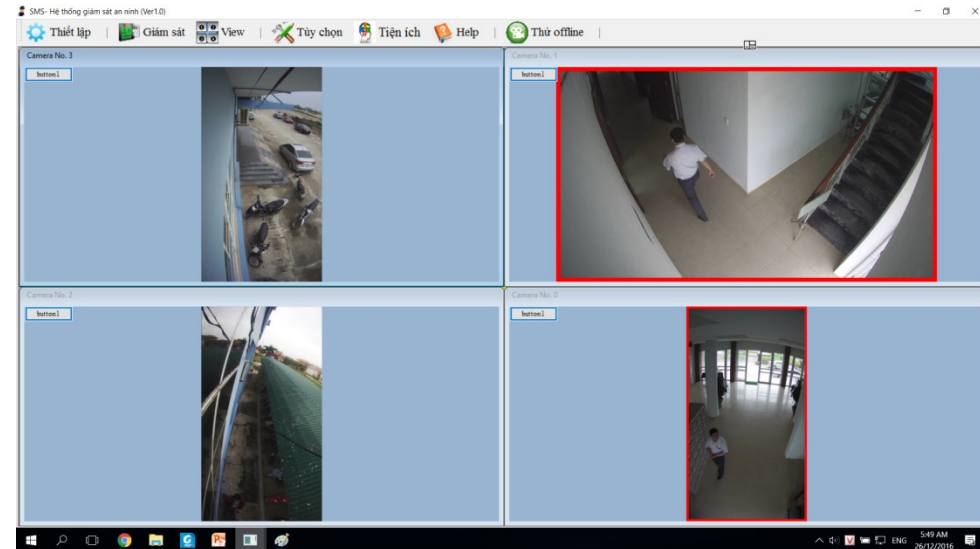 SMS- Hệ thống giám sát an ninh (Ver1.0)
Thiết lập | Giám sát View | Tùy chọn Tiện ích Help | Thử offline |
Camera No. 3
button1
Camera No. 1
button1
Camera No. 2
button1
Camera No. 0
button1
ENG
5:49 AM
26/12/2016